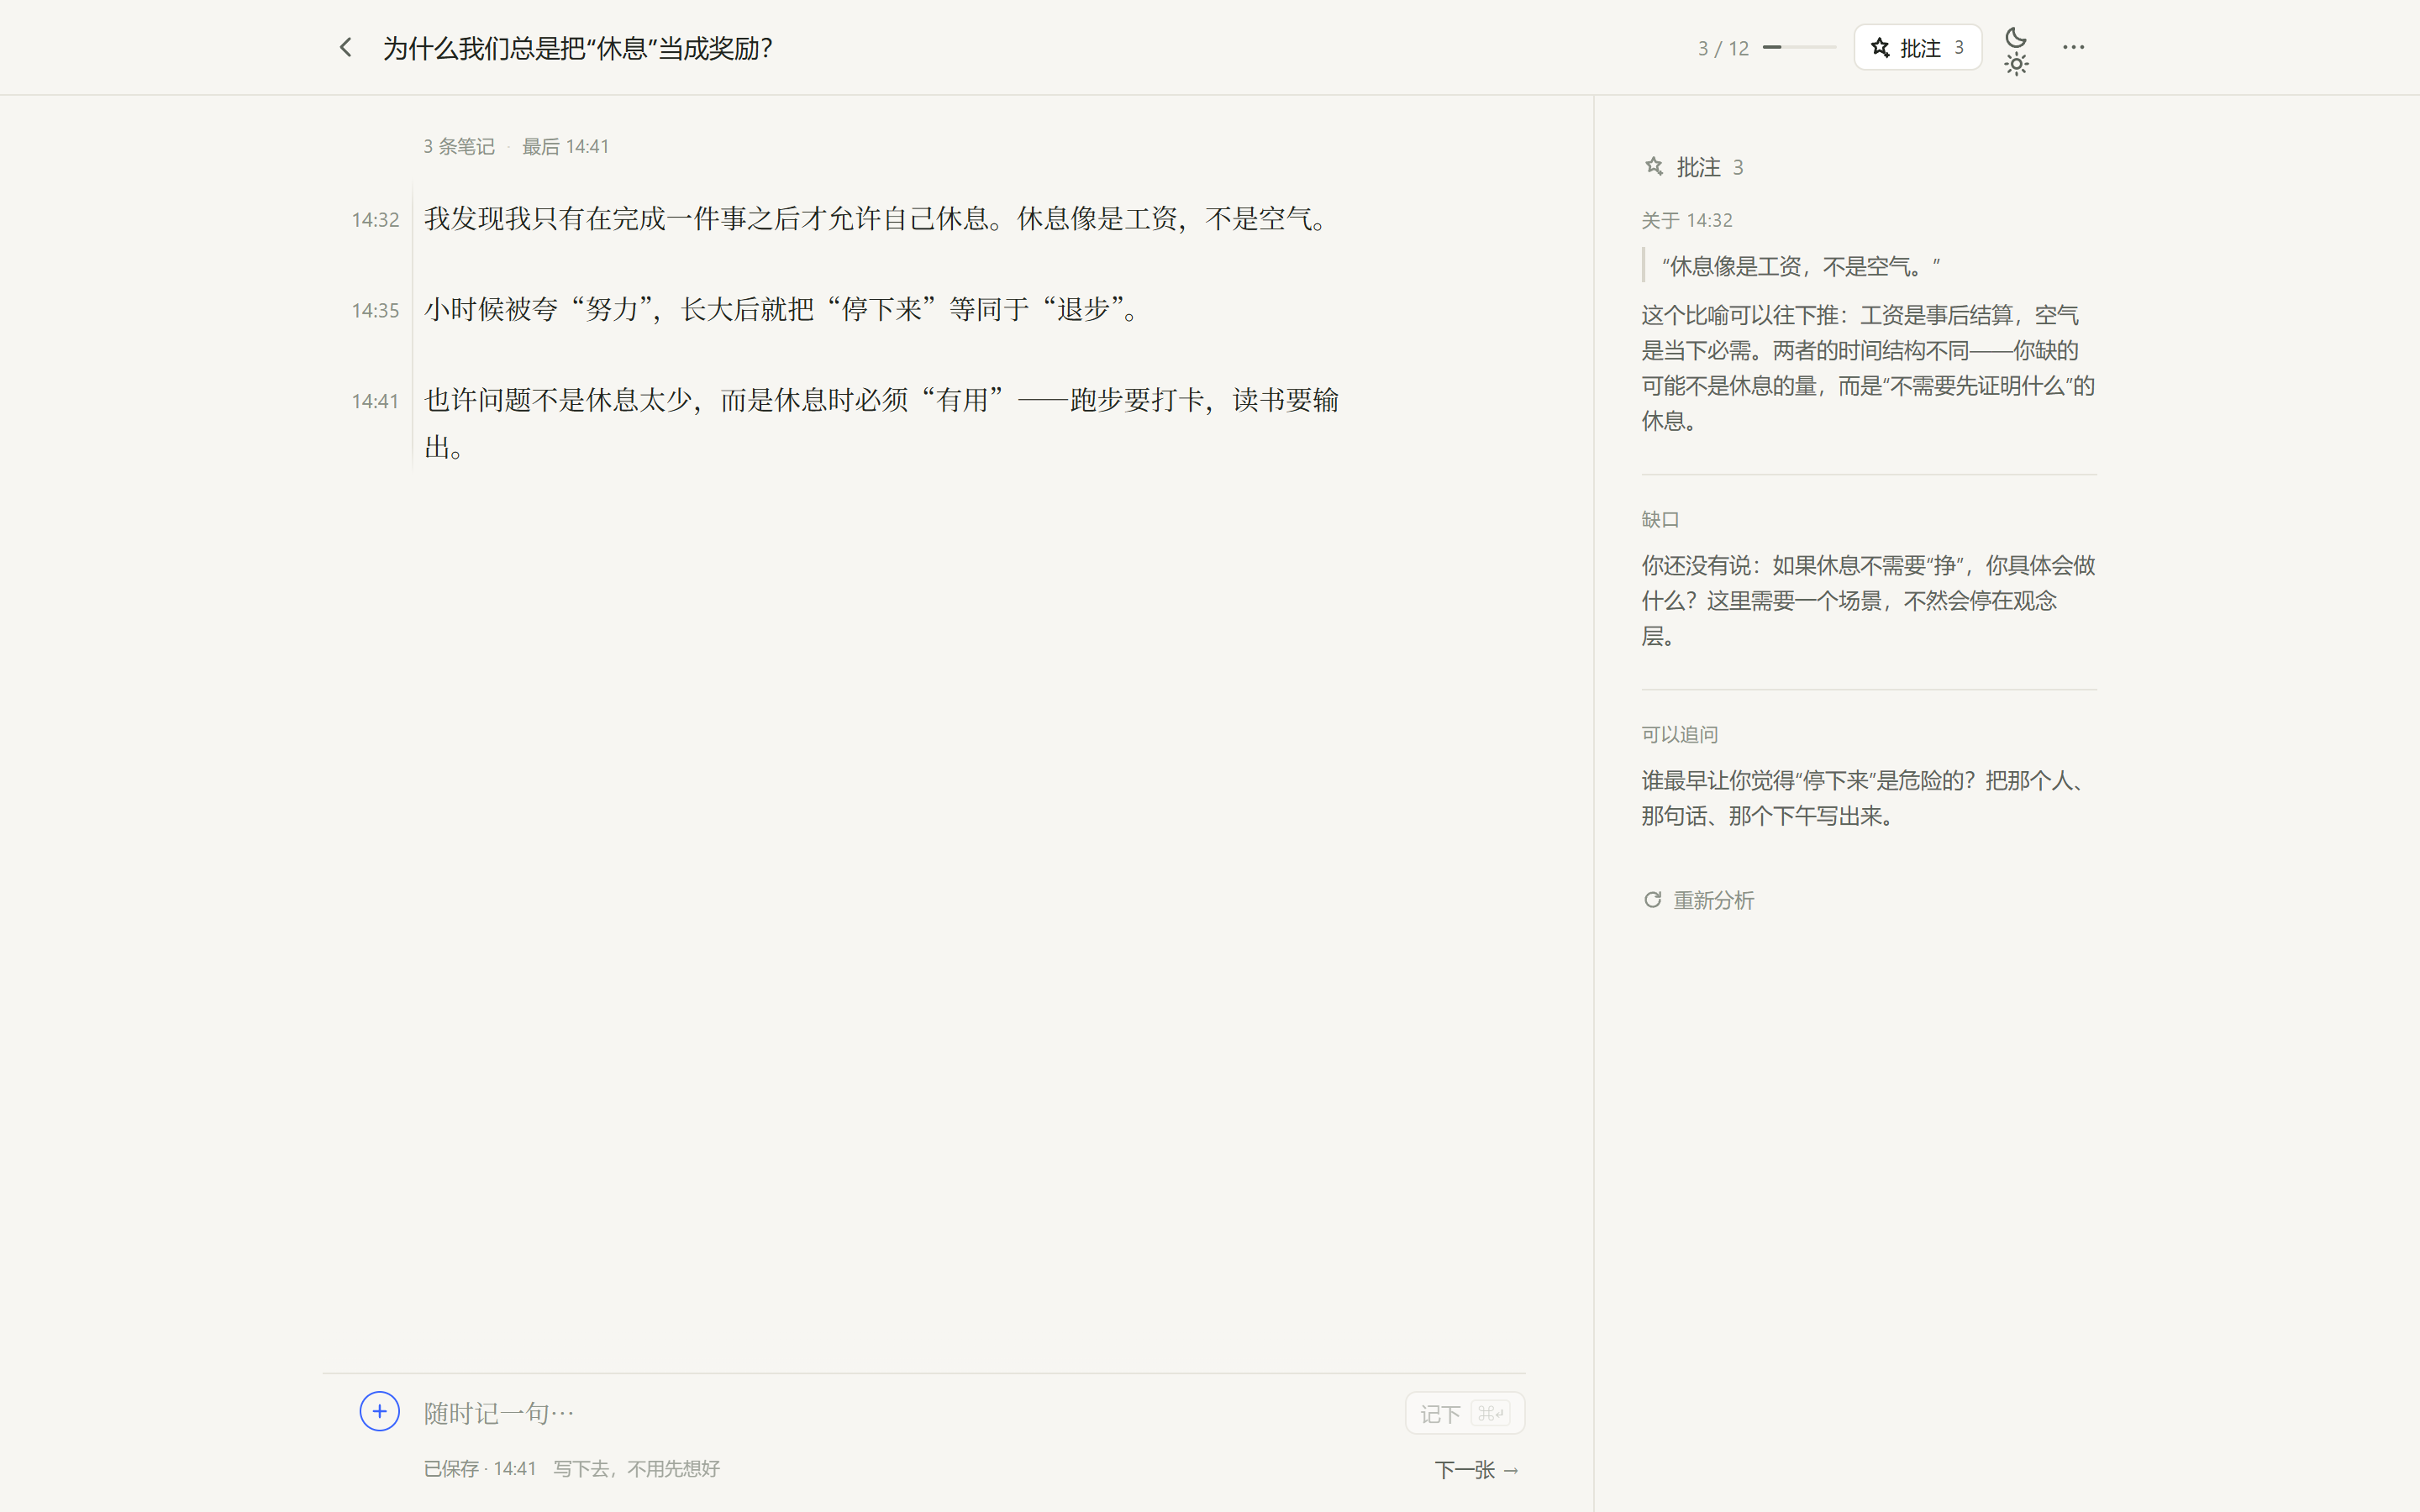 为什么我们总是把“休息”当成奖励？
3 / 12
批注 3
3 条笔记 · 最后 14:41
14:32 我发现我只有在完成一件事之后才允许自己休息。休息像是工资，不是空气。
14:35 小时候被夸“努力”，长大后就把“停下来”等同于“退步”。
14:41 也许问题不是休息太少，而是休息时必须“有用”——跑步要打卡，读书要输
出。
随时记一句…
记下 ⌘↵
已保存 · 14:41 写下去，不用先想好
下一张 →
批注 3
关于 14:32
“休息像是工资，不是空气。”
这个比喻可以往下推：工资是事后结算，空气
是当下必需。两者的时间结构不同——你缺的
可能不是休息的量，而是“不需要先证明什么”的
休息。
缺口
你还没有说：如果休息不需要“挣”，你具体会做
什么？这里需要一个场景，不然会停在观念
层。
可以追问
谁最早让你觉得“停下来”是危险的？把那个人、
那句话、那个下午写出来。
重新分析